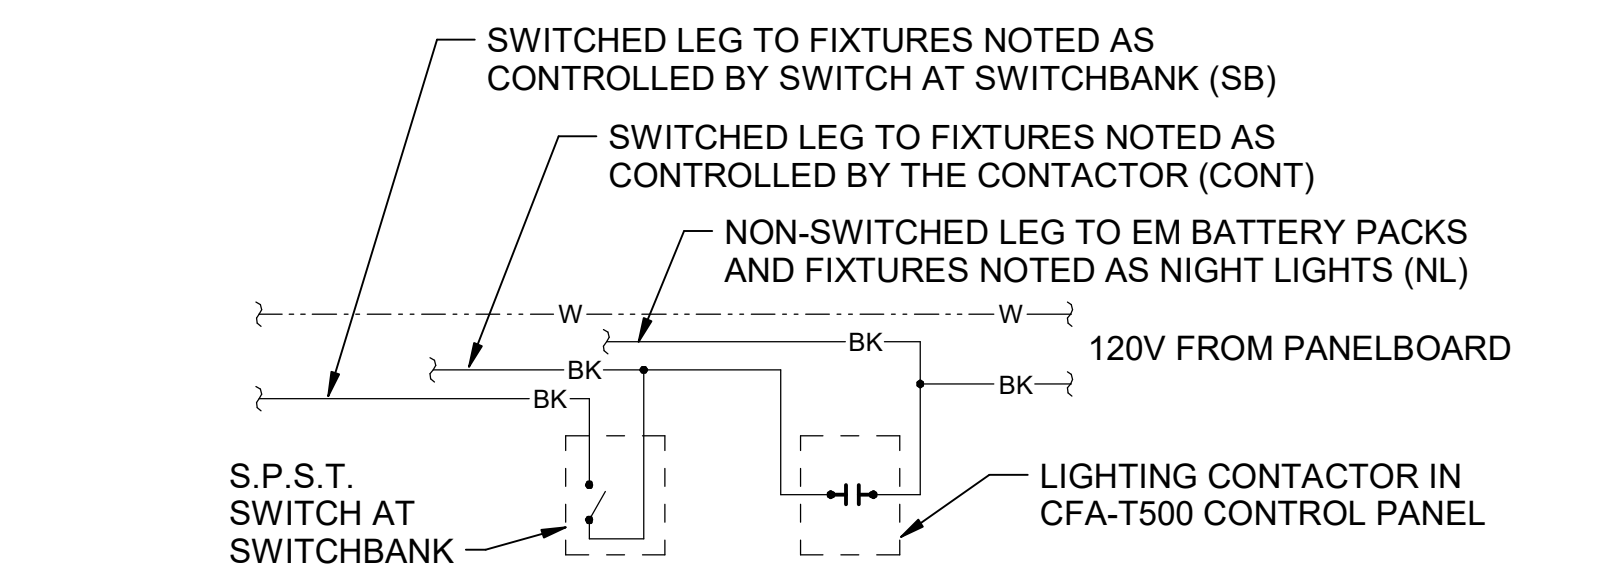 SWITCHED LEG TO FIXTURES NOTED AS
CONTROLLED BY SWITCH AT SWITCHBANK (SB)
SWITCHED LEG TO FIXTURES NOTED AS
CONTROLLED BY THE CONTACTOR (CONT)
NON-SWITCHED LEG TO EM BATTERY PACKS
AND FIXTURES NOTED AS NIGHT LIGHTS (NL)
W
W
BK
120V FROM PANELBOARD
BK
BK
BK
S.P.S.T.
SWITCH AT
SWITCHBANK
LIGHTING CONTACTOR IN
CFA-T500 CONTROL PANEL